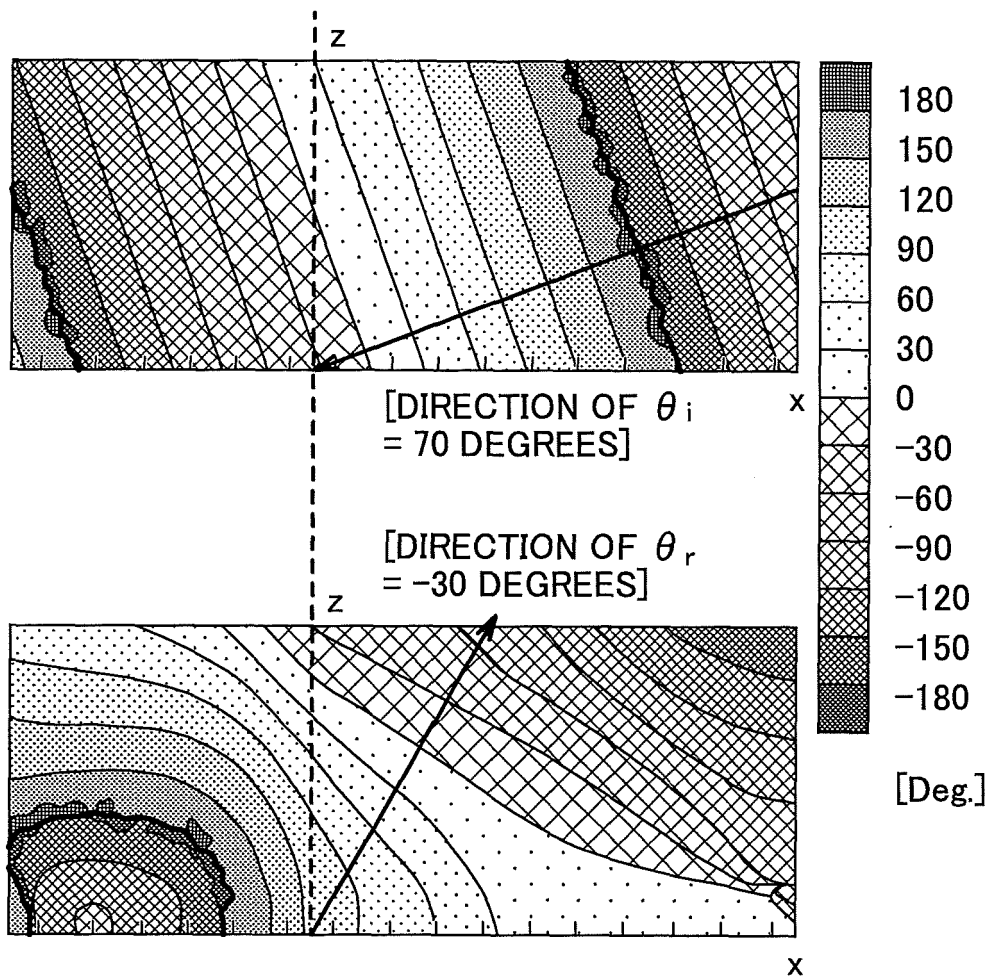 z
180
150
120
90
60
30
0
-30
-60
-90
-120
-150
-180
[Deg.]
x
[DIRECTION OF θi
= 70 DEGREES]
[DIRECTION OF θr
= -30 DEGREES]
z
x